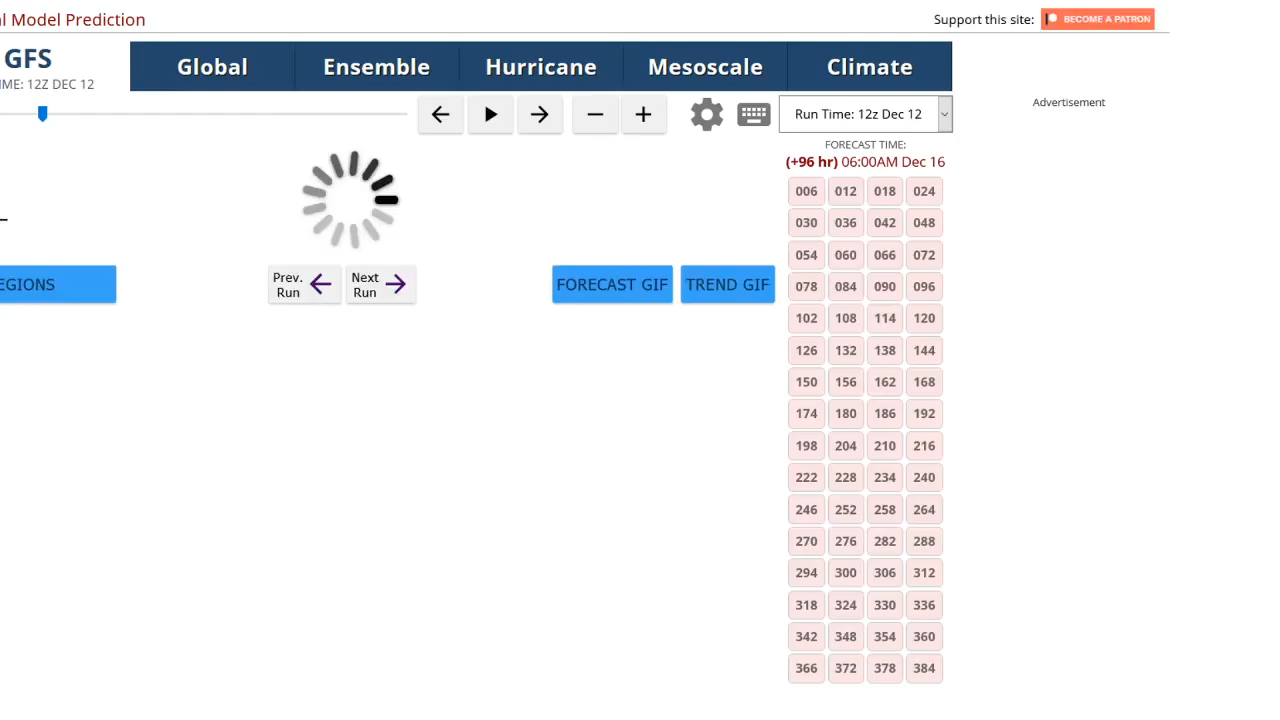 l Model Prediction
Support this site:
BECOME A PATRON
GFS
IME: 12Z DEC 12
Global Ensemble Hurricane Mesoscale Climate
Run Time: 12z Dec 12
Advertisement
FORECAST TIME:
(+96 hr) 06:00AM Dec 16
006 012 018 024
030 036 042 048
054 060 066 072
078 084 090 096
102 108 114 120
126 132 138 144
150 156 162 168
174 180 186 192
198 204 210 216
222 228 234 240
246 252 258 264
270 276 282 288
294 300 306 312
318 324 330 336
342 348 354 360
366 372 378 384
EGIONS
Prev.
Run
Next
Run
FORECAST GIF
TREND GIF